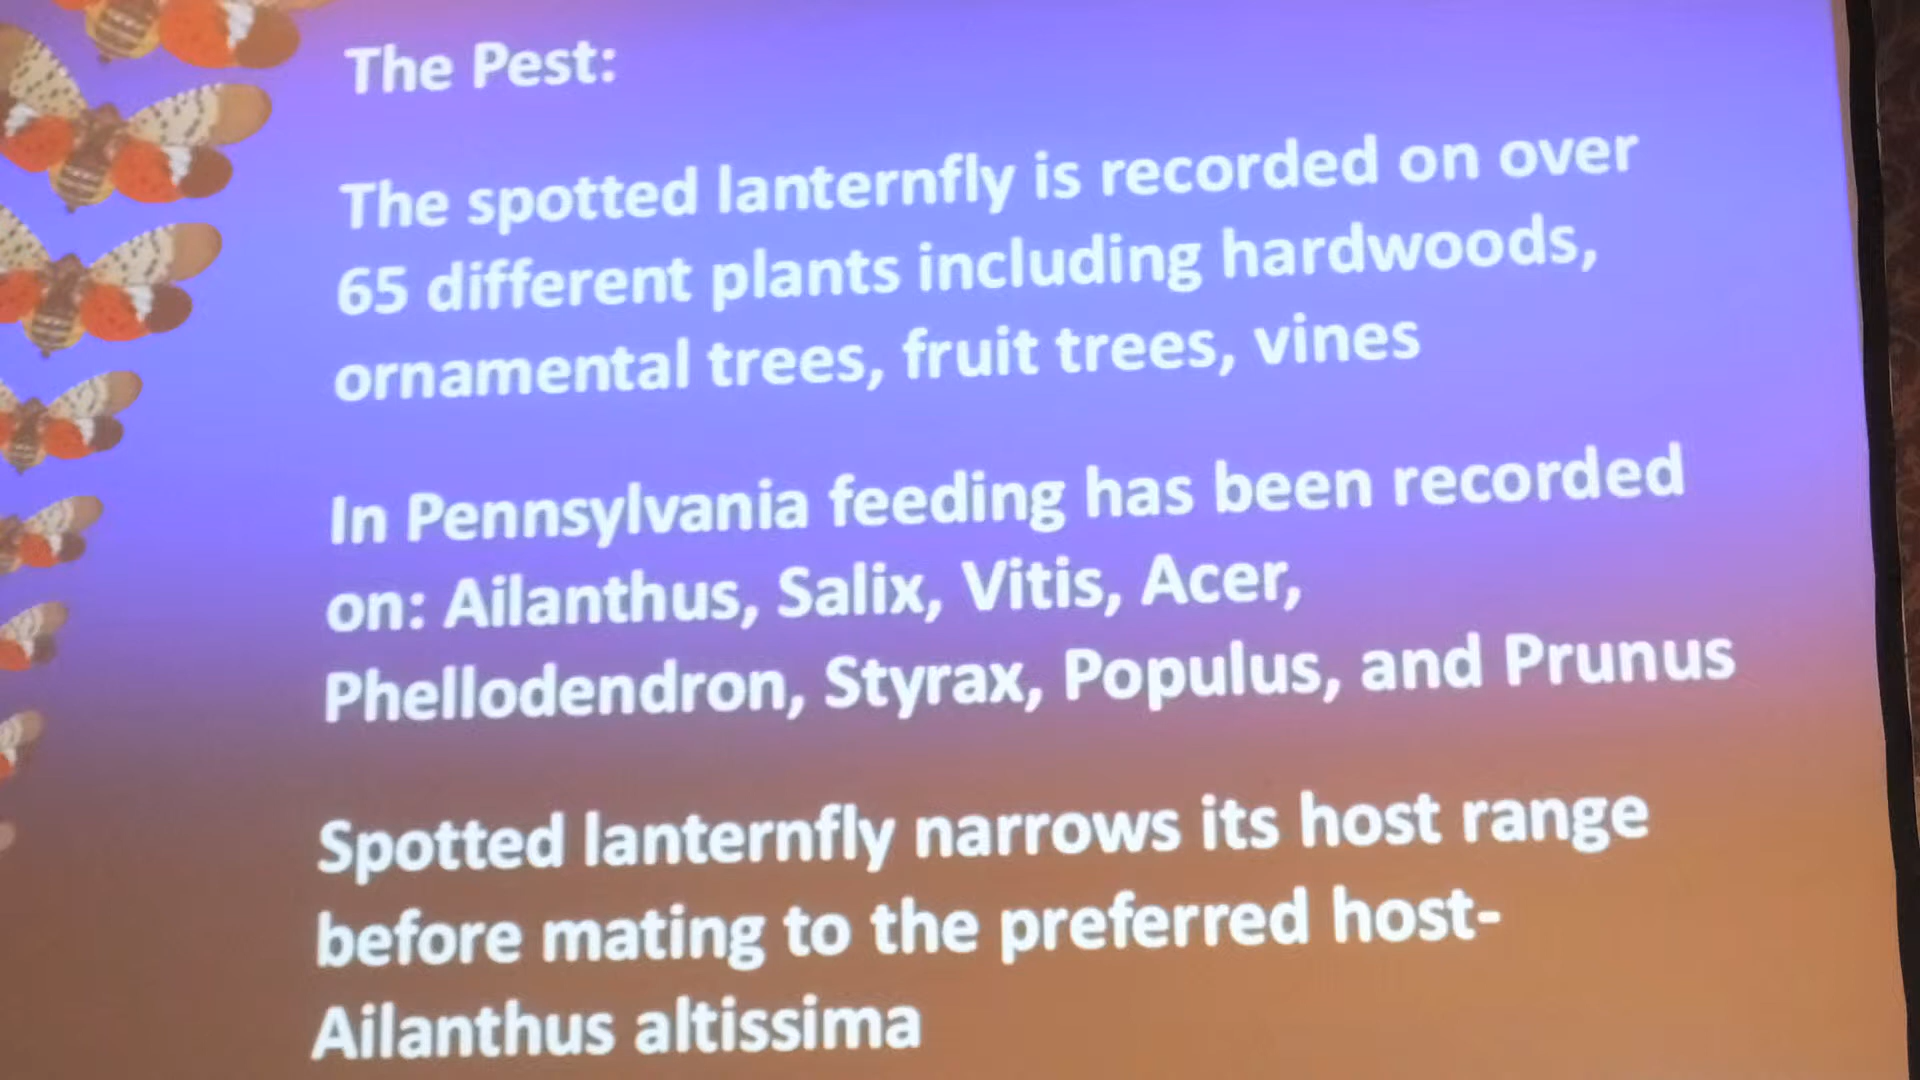 The Pest:
The spotted lanternfly is recorded on over
65 different plants including hardwoods,
ornamental trees, fruit trees, vines
In Pennsylvania feeding has been recorded
on: Ailanthus, Salix, Vitis, Acer,
Phellodendron, Styrax, Populus, and Prunus
Spotted lanternfly narrows its host range
before mating to the preferred host-
Ailanthus altissima